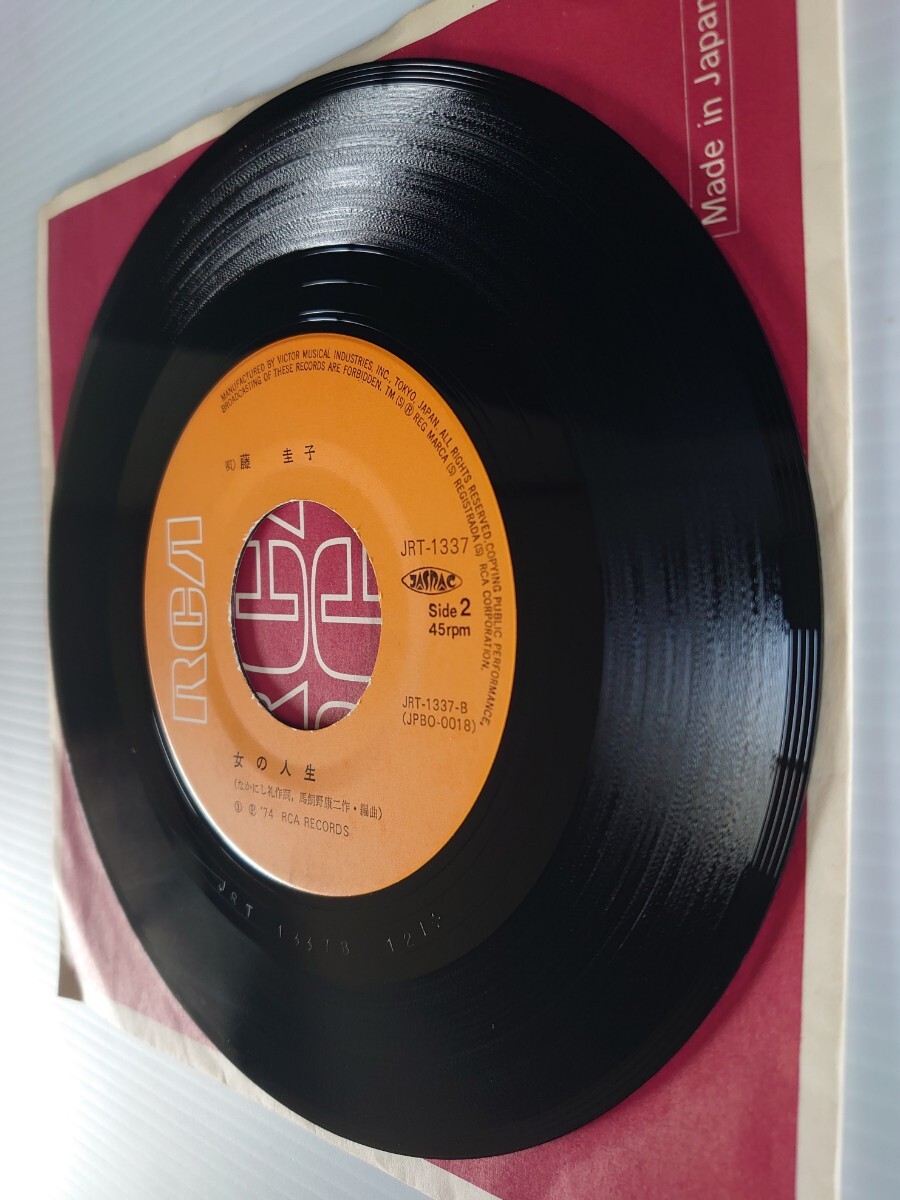 Made in Japan
MANUFACTURED BY VICTOR MUSICAL INDUSTRIES, INC., TOKYO, JAPAN. ALL RIGHTS RESERVED, COPYING, PUBLIC PERFORMANCE,
BROADCASTING OF THESE RECORDS ARE FORBIDDEN. TM(S) Ⓡ REG MARCA(S) REGISTRADA(S) RCA CORPORATION.
藤 圭子
RCA
JRT-1337
JASRAC
Side 2
45rpm
JRT-1337-B
(JPBO-0018)
女の人生
(なかにし礼作詞, 馬飼野康二作・編曲)
Ⓟ '74 RCA RECORDS
JRT 1337B